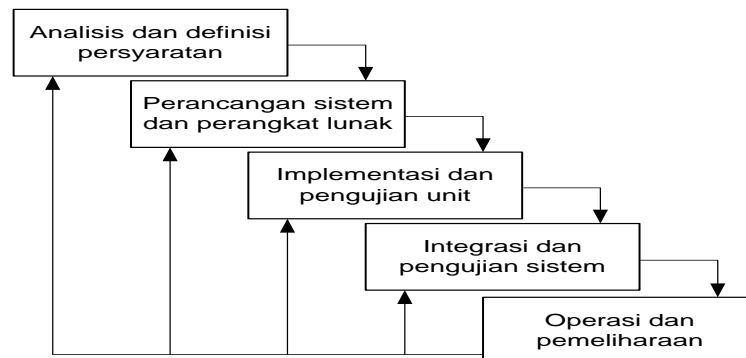 Analisis dan definisi
persyaratan
Perancangan sistem
dan perangkat lunak
Implementasi dan
pengujian unit
Integrasi dan
pengujian sistem
Operasi dan
pemeliharaan